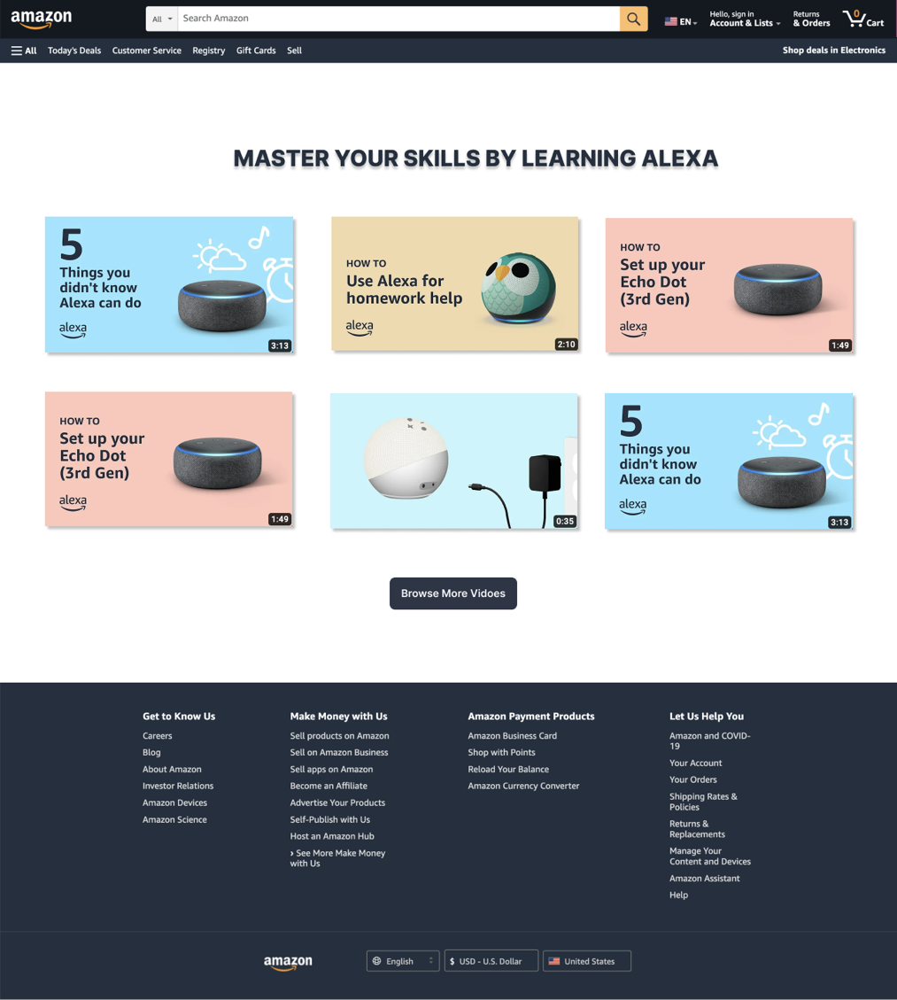 amazon
All
Search Amazon
EN
Hello, sign in
Account & Lists
Returns
& Orders
0
Cart
All
Today's Deals
Customer Service
Registry
Gift Cards
Sell
Shop deals in Electronics
MASTER YOUR SKILLS BY LEARNING ALEXA
5
Things you
didn't know
Alexa can do
alexa
3:13
HOW TO
Use Alexa for
homework help
alexa
2:10
HOW TO
Set up your
Echo Dot
(3rd Gen)
alexa
1:49
HOW TO
Set up your
Echo Dot
(3rd Gen)
alexa
1:49
0:35
5
Things you
didn't know
Alexa can do
alexa
3:13
Browse More Vidoes
Get to Know Us
Careers
Blog
About Amazon
Investor Relations
Amazon Devices
Amazon Science
Make Money with Us
Sell products on Amazon
Sell on Amazon Business
Sell apps on Amazon
Become an Affiliate
Advertise Your Products
Self-Publish with Us
Host an Amazon Hub
› See More Make Money
with Us
Amazon Payment Products
Amazon Business Card
Shop with Points
Reload Your Balance
Amazon Currency Converter
Let Us Help You
Amazon and COVID-
19
Your Account
Your Orders
Shipping Rates &
Policies
Returns &
Replacements
Manage Your
Content and Devices
Amazon Assistant
Help
amazon
English
$ USD - U.S. Dollar
United States